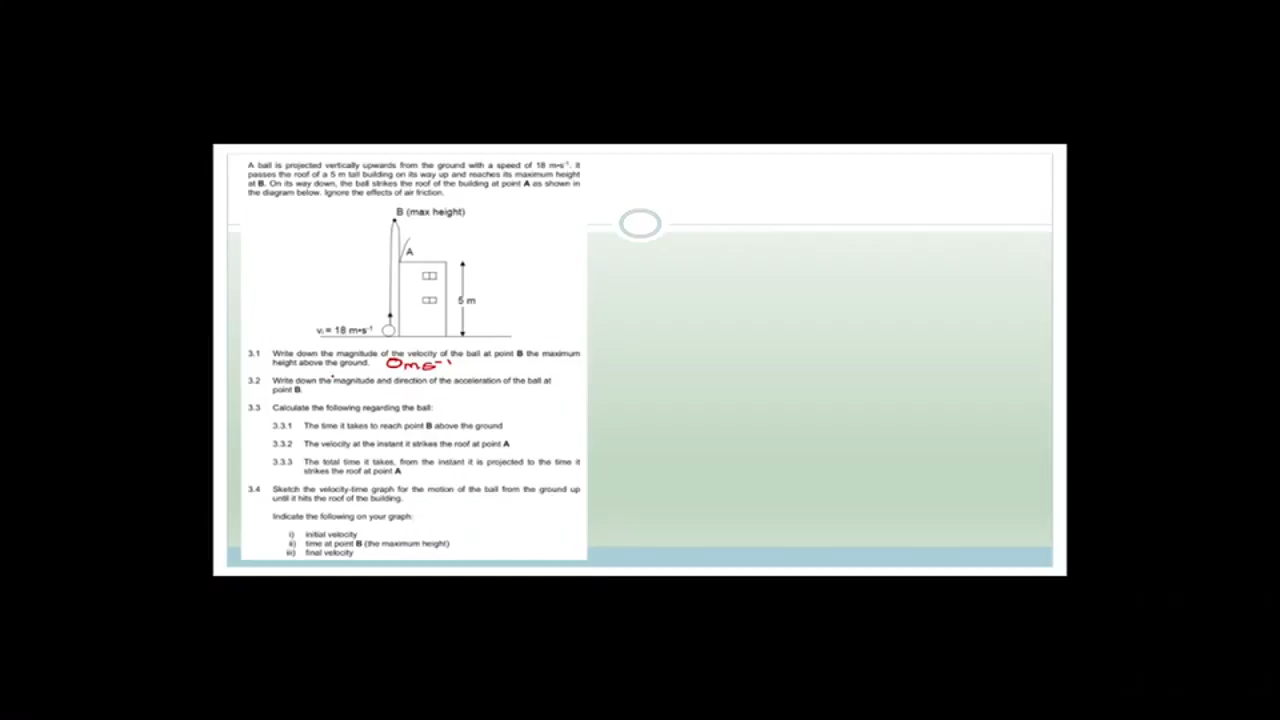 A ball is projected vertically upwards from the ground with a speed of 18 m•s⁻¹. It
passes the roof of a 5 m tall building on its way up and reaches its maximum height
at B. On its way down, the ball strikes the roof of the building at point A as shown in
the diagram below. Ignore the effects of air friction.
B (max height)
A
5 m
vᵢ = 18 m•s⁻¹
3.1 Write down the magnitude of the velocity of the ball at point B the maximum
height above the ground. 0 m.s⁻¹
3.2 Write down the magnitude and direction of the acceleration of the ball at
point B.
3.3 Calculate the following regarding the ball:
3.3.1 The time it takes to reach point B above the ground
3.3.2 The velocity at the instant it strikes the roof at point A
3.3.3 The total time it takes, from the instant it is projected to the time it
strikes the roof at point A
3.4 Sketch the velocity-time graph for the motion of the ball from the ground up
until it hits the roof of the building.
Indicate the following on your graph:
i) initial velocity
ii) time at point B (the maximum height)
iii) final velocity